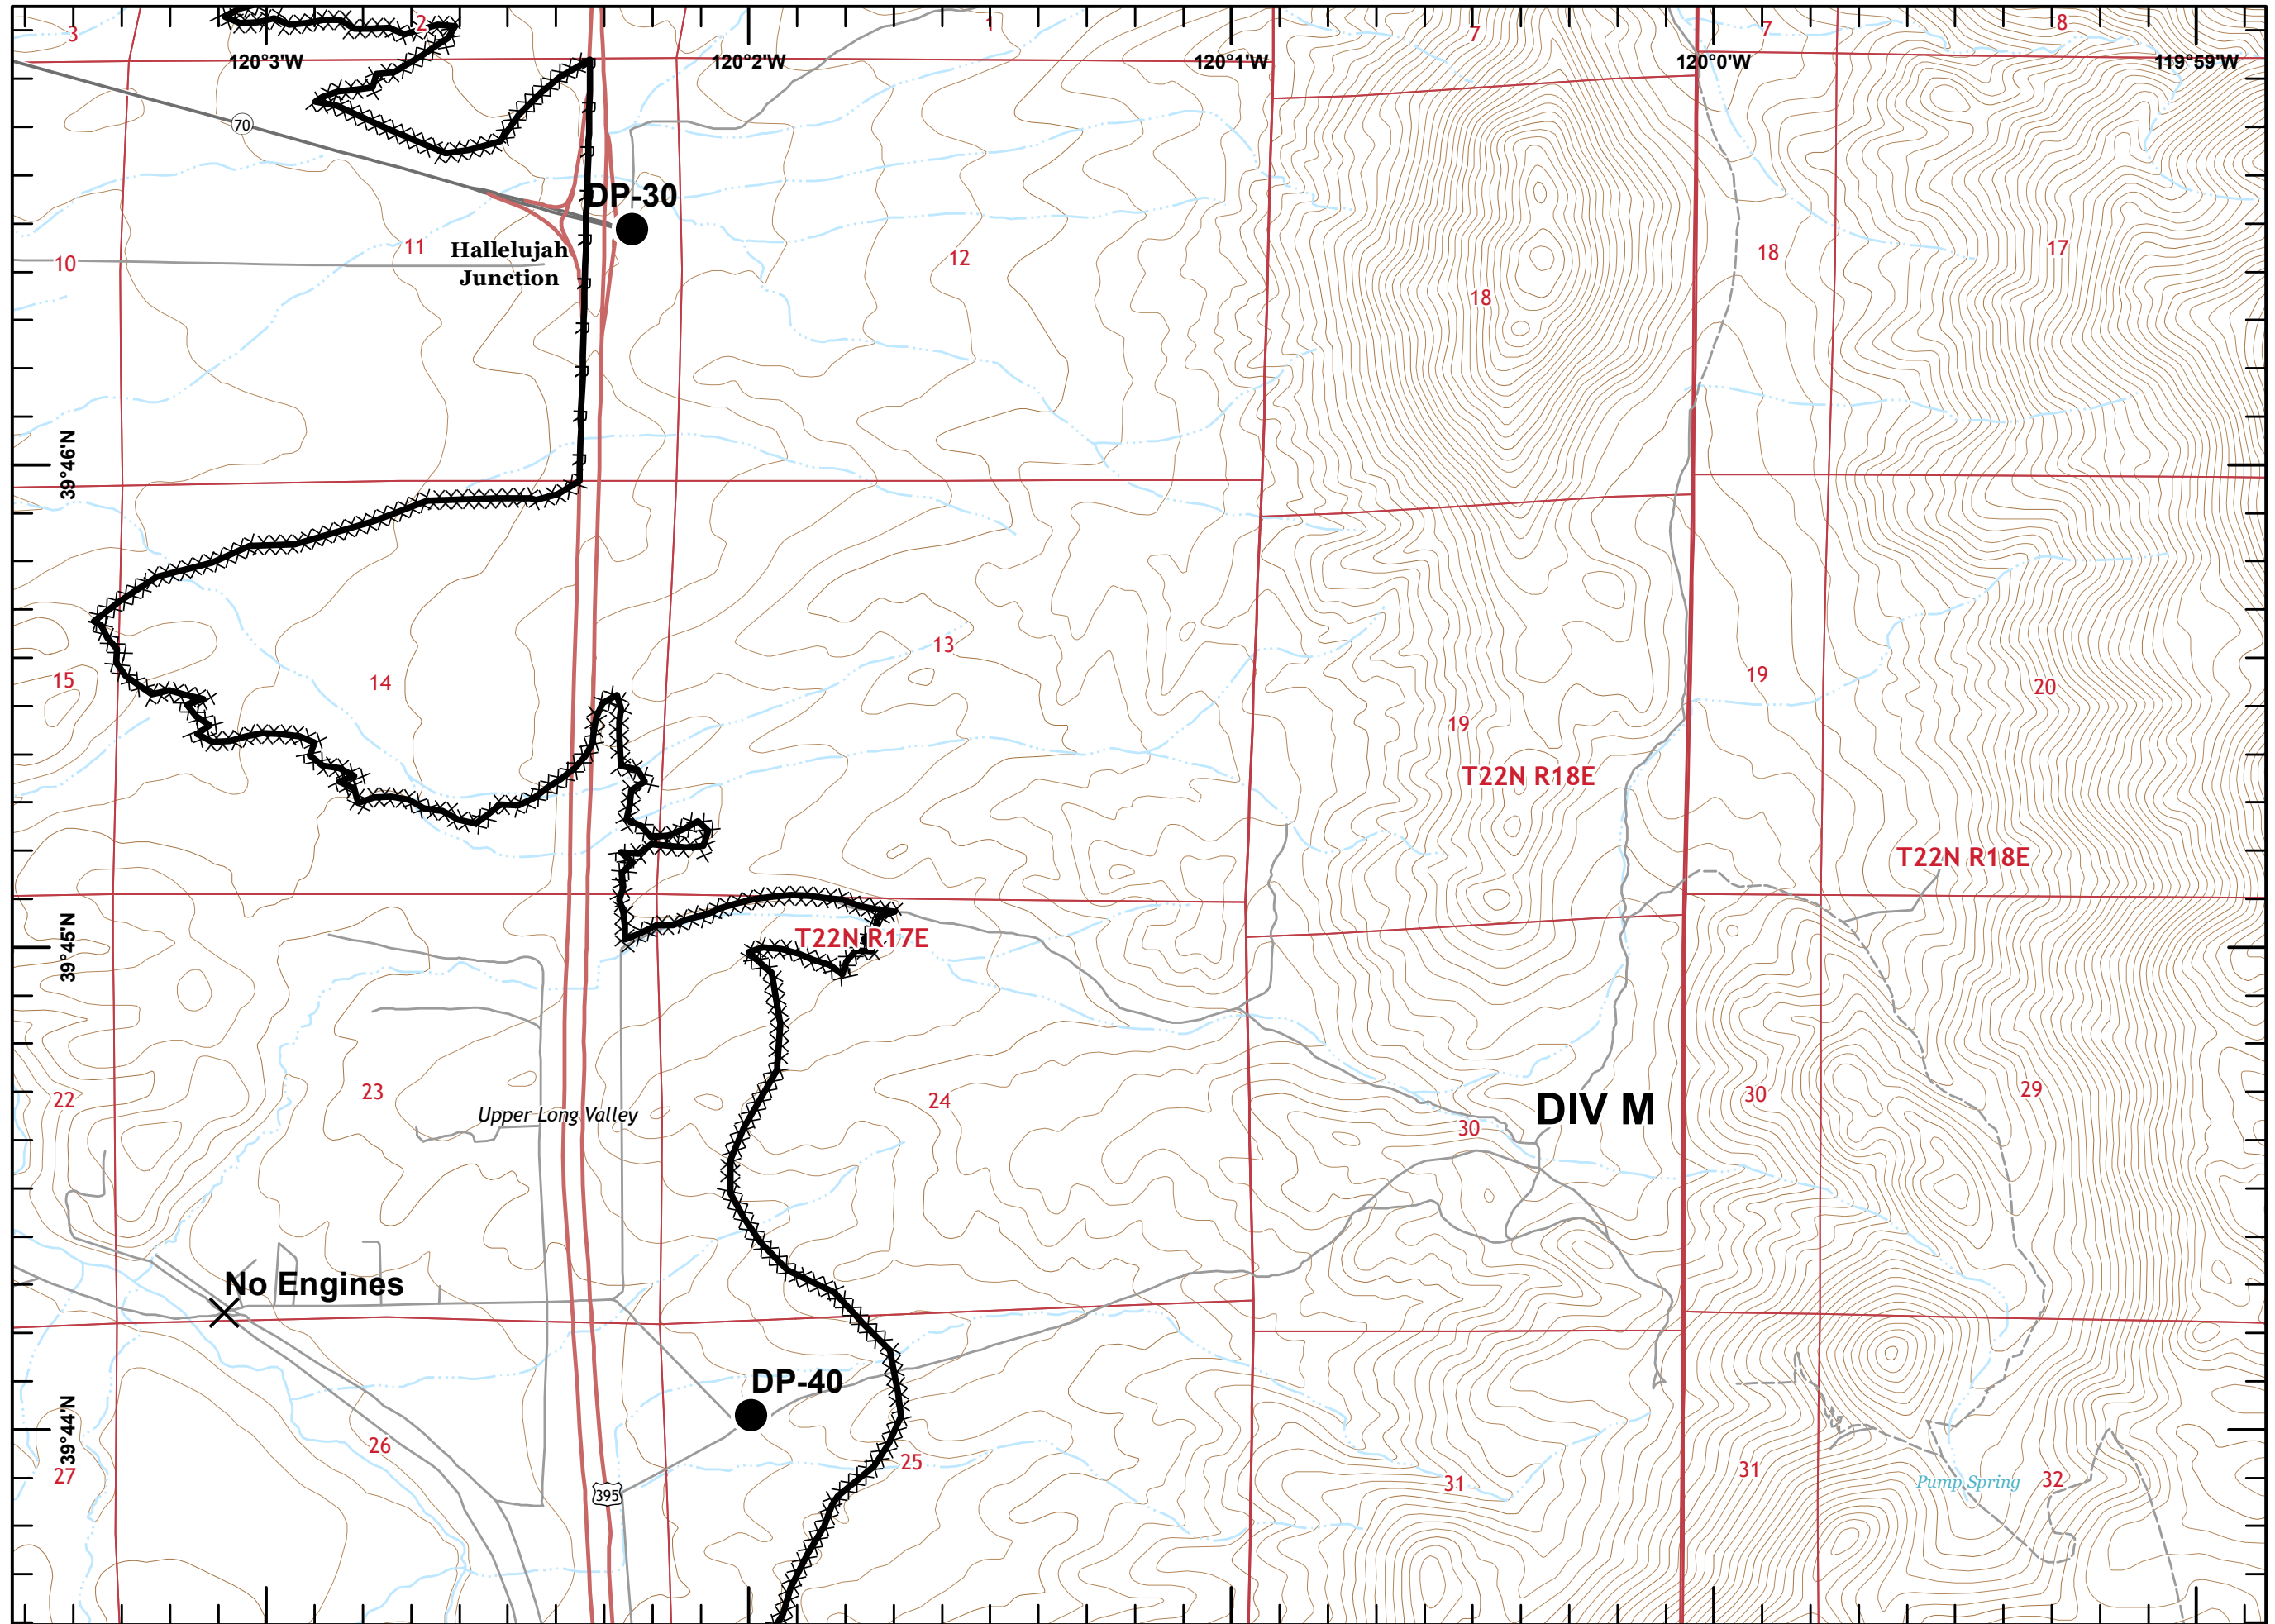 3
2
1
7
7
8
120°3'W
120°2'W
120°1'W
120°0'W
119°59'W
70
R
R
R
R
DP-30
R
R
R
R
R
R
Hallelujah
Junction
10
11
12
18
18
17
39°46'N
15
14
13
19
19
20
T22N R18E
T22N R18E
39°45'N
T22N R17E
22
23
Upper Long Valley
24
30
DIV M
30
29
No Engines
DP-40
39°44'N
26
27
395
25
31
31
Pump Spring
32